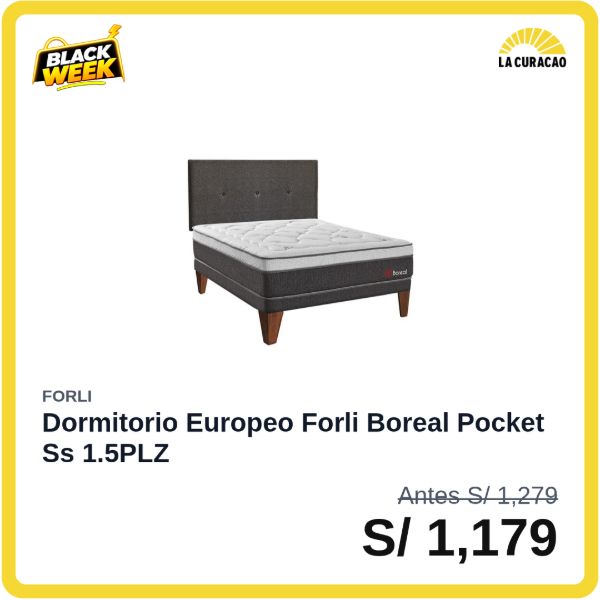 BLACK
WEEK
LA CURACAO
Boreal
FORLI
Dormitorio Europeo Forli Boreal Pocket
Ss 1.5PLZ
Antes S/ 1,279
S/ 1,179